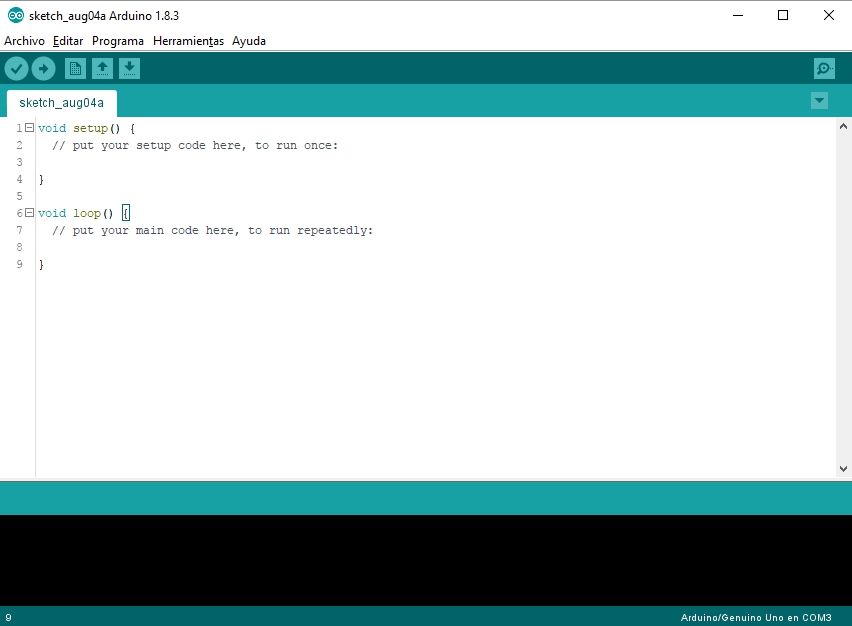 sketch_aug04a Arduino 1.8.3
Archivo Editar Programa Herramientas Ayuda
sketch_aug04a
1 void setup() {
2 // put your setup code here, to run once:
3
4 }
5
6 void loop() {
7 // put your main code here, to run repeatedly:
8
9 }
9 Arduino/Genuino Uno en COM3